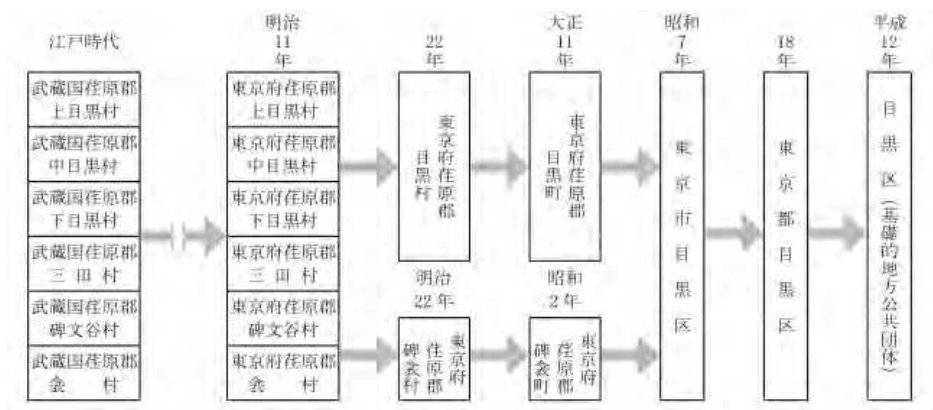 江戸時代
武蔵国荏原郡
上目黒村
武蔵国荏原郡
中目黒村
武蔵国荏原郡
下目黒村
武蔵国荏原郡
三田村
武蔵国荏原郡
碑文谷村
武蔵国荏原郡
衾村
明治
11
年
東京府荏原郡
上目黒村
東京府荏原郡
中目黒村
東京府荏原郡
下目黒村
東京府荏原郡
三田村
東京府荏原郡
碑文谷村
東京府荏原郡
衾村
22
年
東京府荏原郡
目黒村
明治
22年
東京府
荏原郡
碑衾村
大正
11
年
東京府荏原郡
目黒町
昭和
2年
東京府
荏原郡
碑衾町
昭和
7
年
東京市目黒区
18
年
東京都目黒区
平成
12
年
目黒区(基礎的地方公共団体)